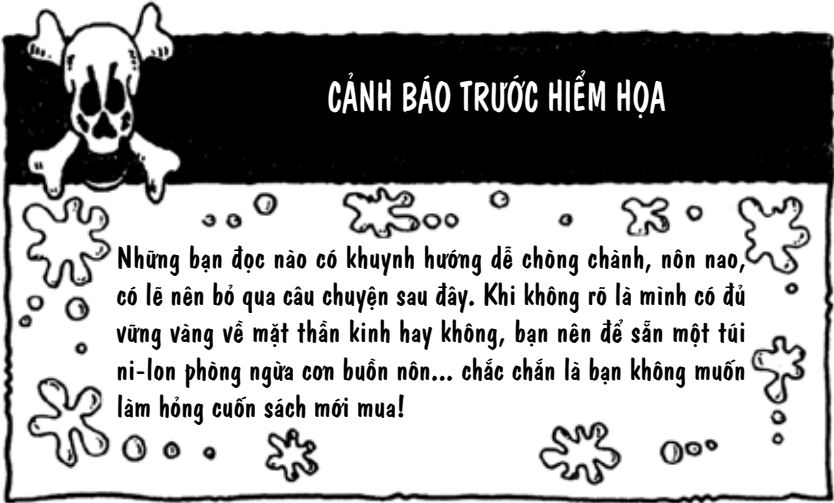 CẢNH BÁO TRƯỚC HIỂM HỌA
Những bạn đọc nào có khuynh hướng dễ chòng chành, nôn nao,
có lẽ nên bỏ qua câu chuyện sau đây. Khi không rõ là mình có đủ
vững vàng về mặt thần kinh hay không, bạn nên để sẵn một túi
ni-lon phòng ngừa cơn buồn nôn... chắc chắn là bạn không muốn
làm hỏng cuốn sách mới mua!